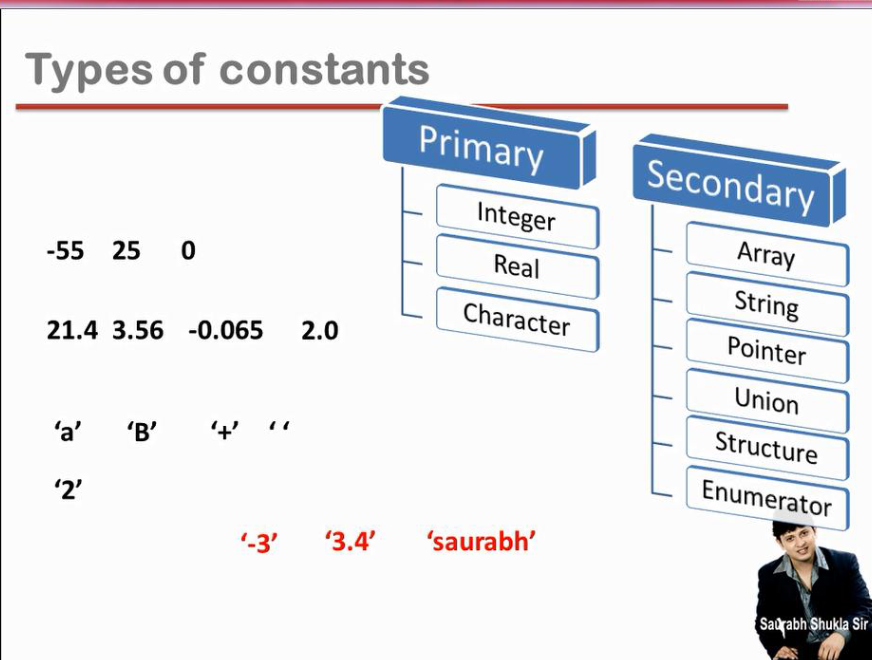 Types of constants
Primary
Integer
Real
Character
Secondary
Array
String
Pointer
Union
Structure
Enumerator
-55 25 0
21.4 3.56 -0.065 2.0
‘a’ ‘B’ ‘+’ ‘ ‘
‘2’
‘-3’ ‘3.4’ ‘saurabh’
Saurabh Shukla Sir